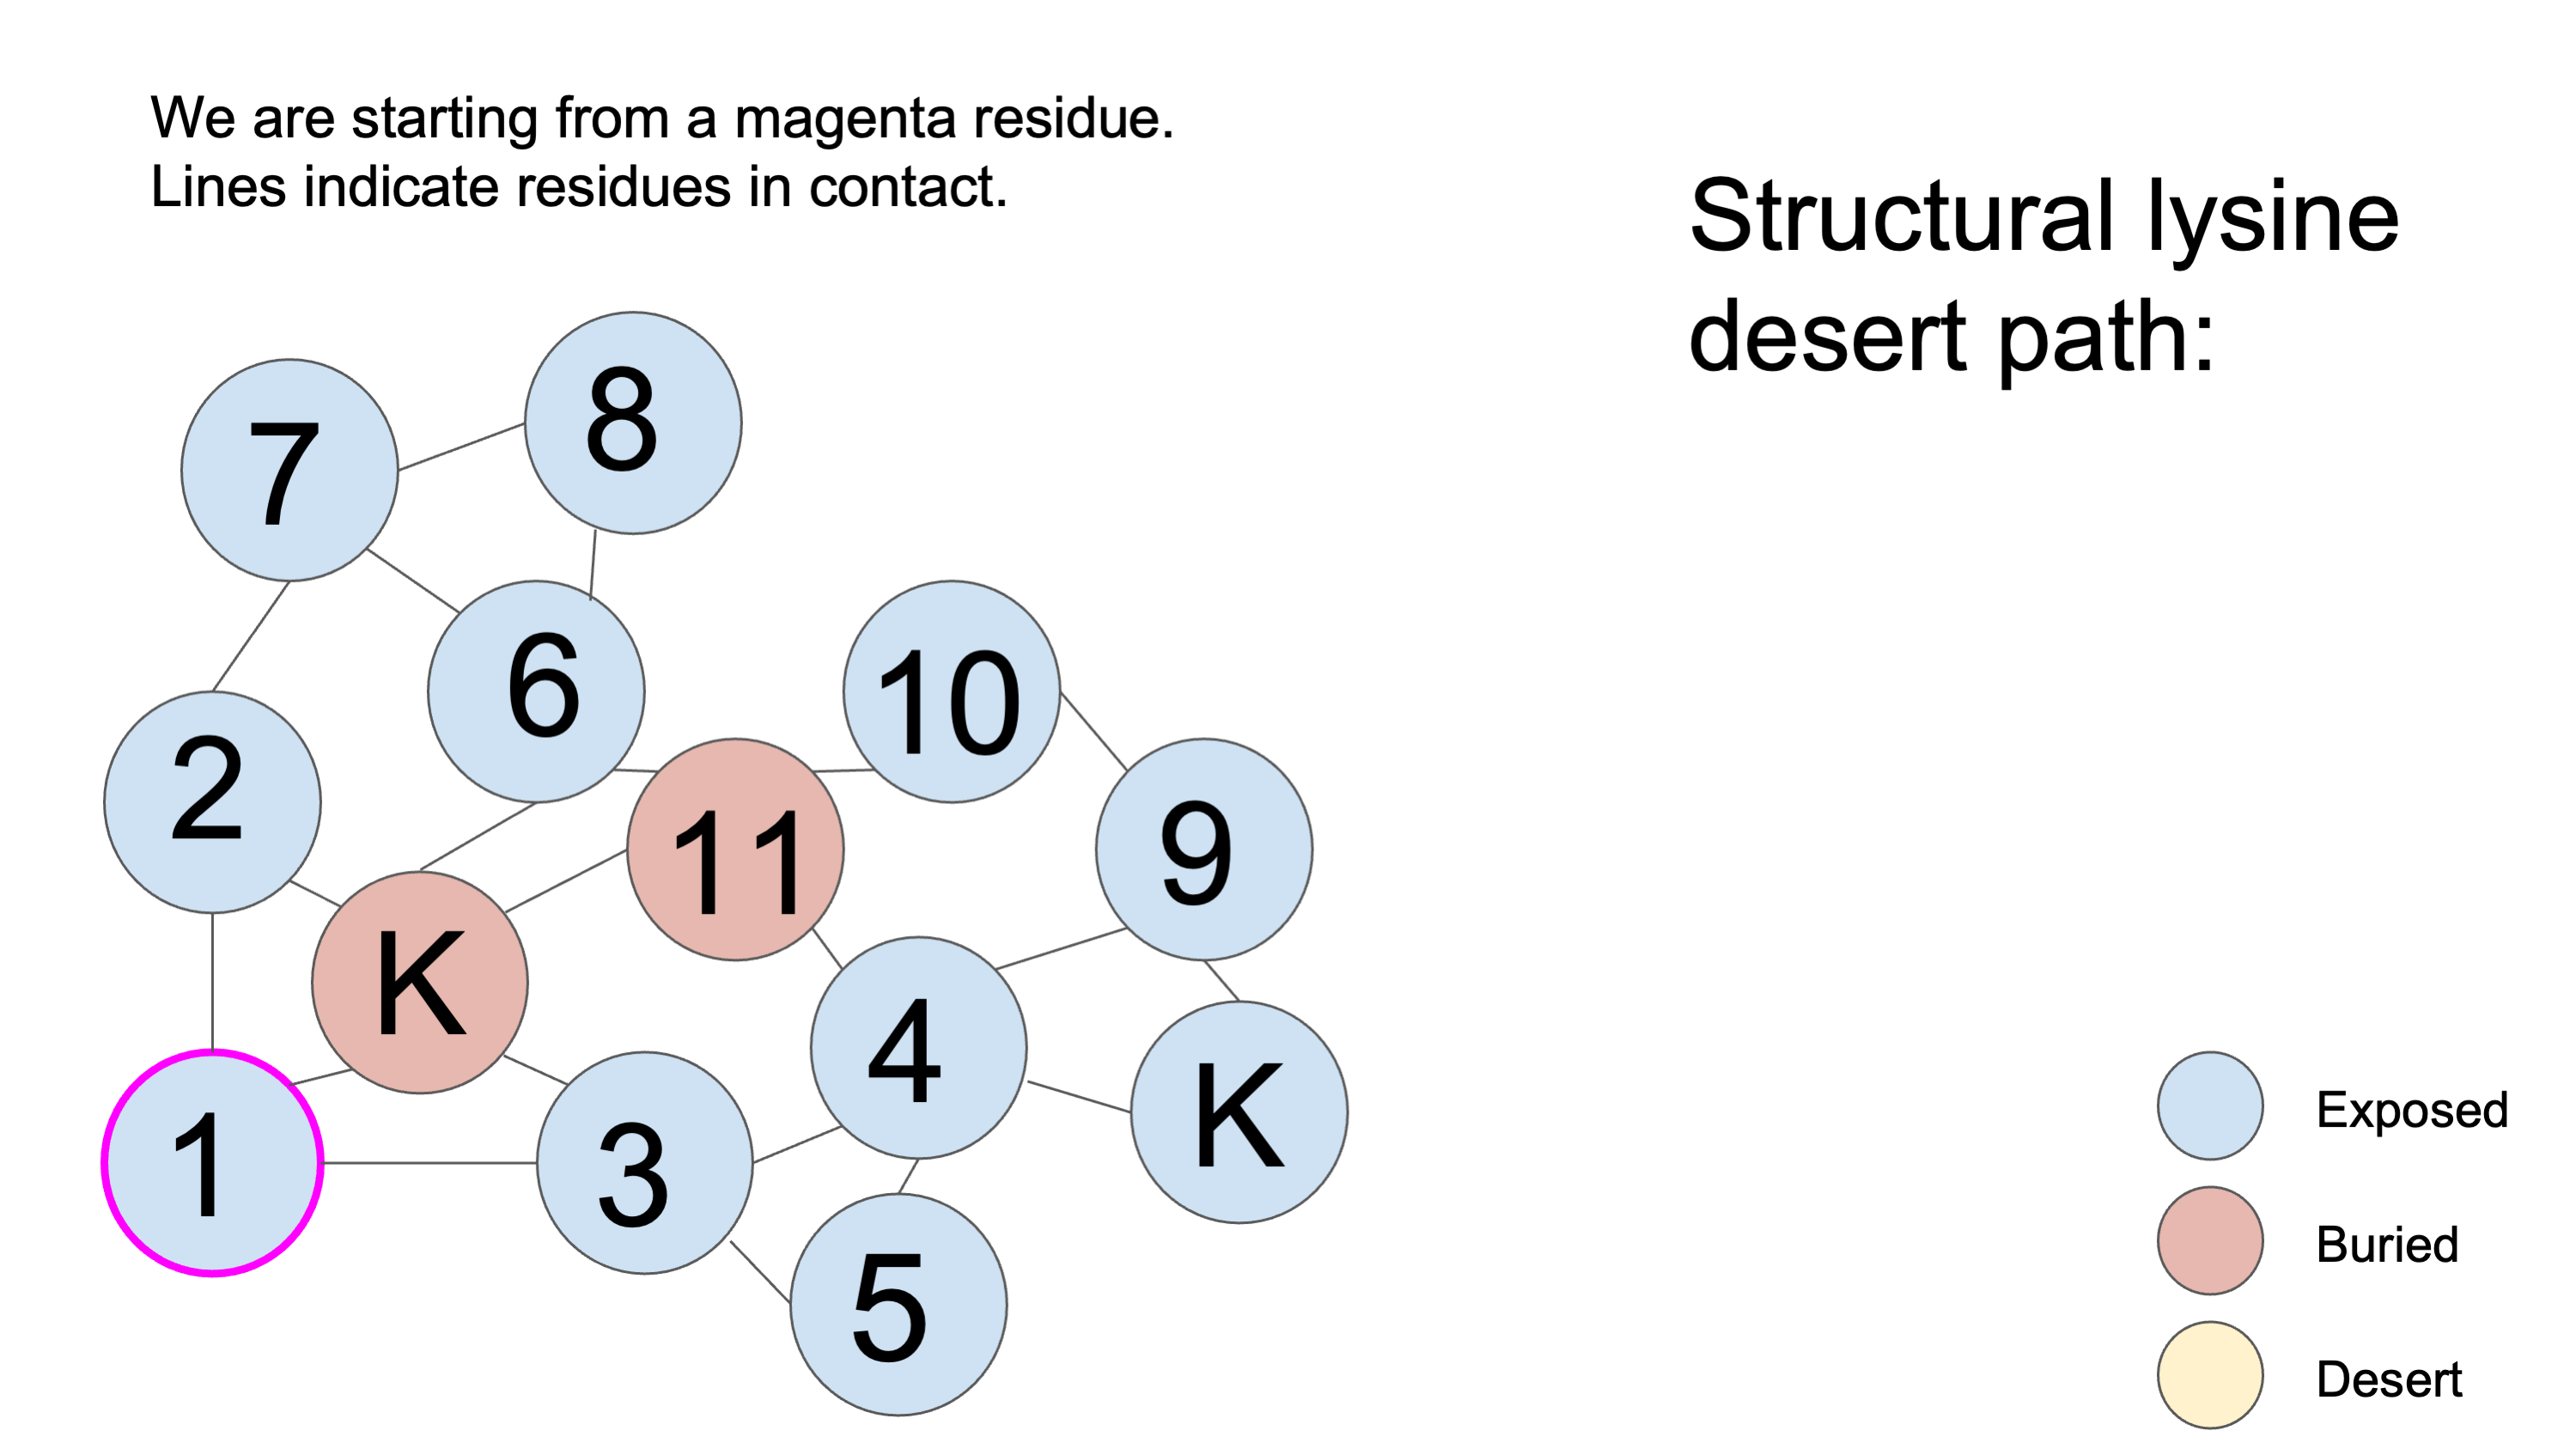 We are starting from a magenta residue.
Lines indicate residues in contact.
Structural lysine
desert path:
8
7
6
10
2
11
9
K
4
K
1
3
5
Exposed
Buried
Desert